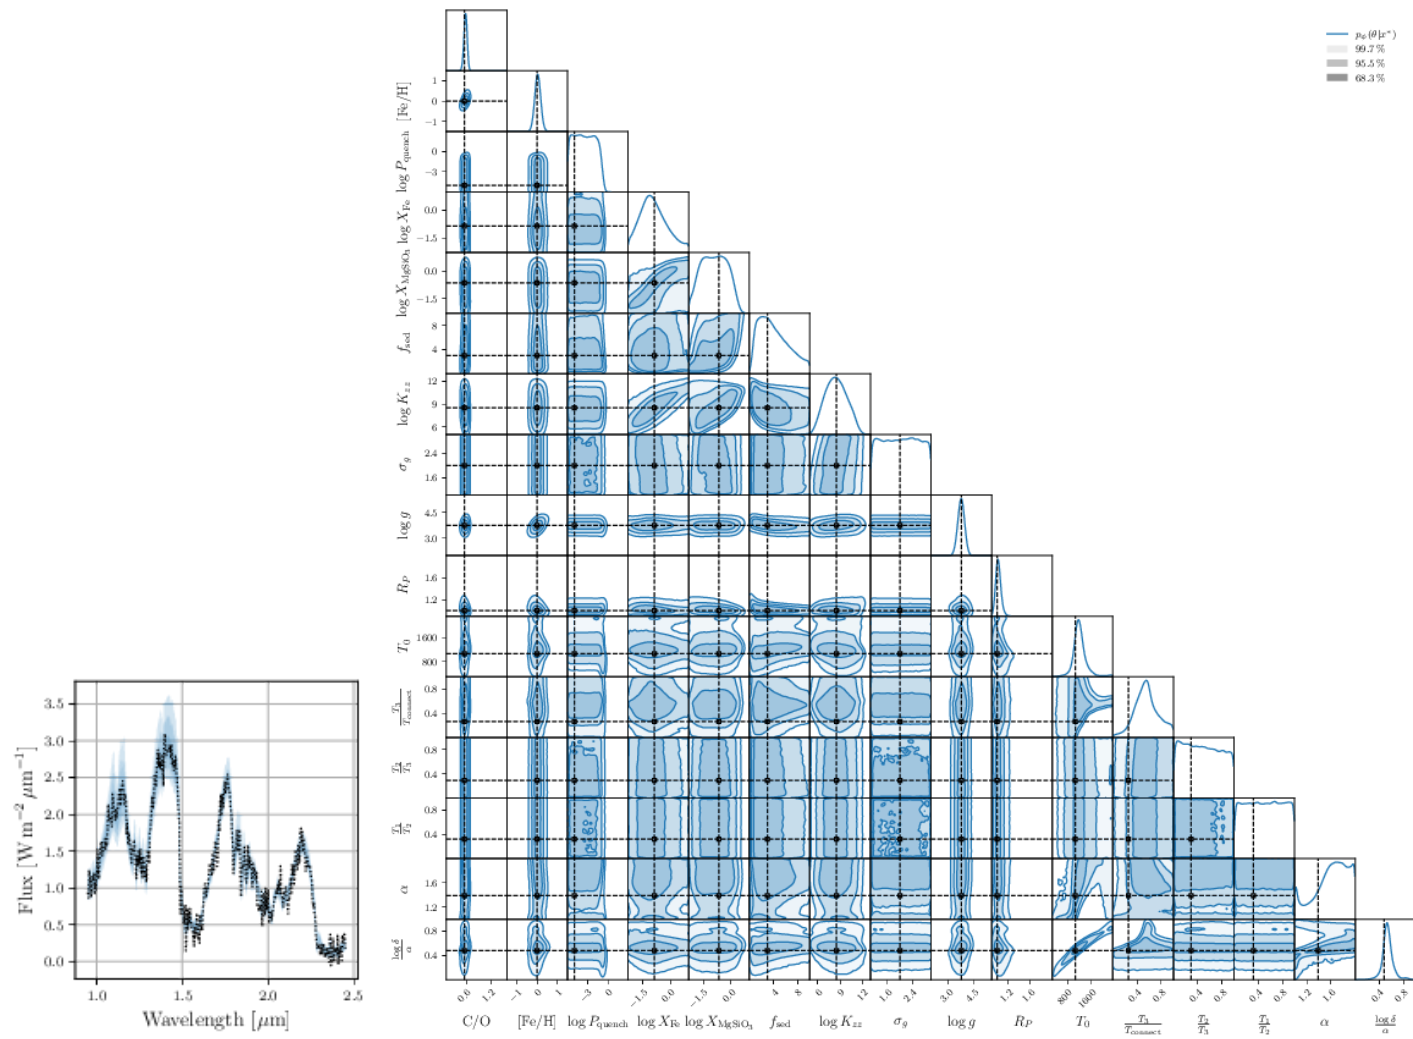 p_φ(θ|x*)
99.7 %
95.5 %
68.3 %
[Fe/H]
1
0
−1
log P_quench
0
−3
log X_Fe
0.0
−1.5
log X_MgSiO₃
0.0
−1.5
f_sed
8
4
log K_zz
12
9
6
σ_g
2.4
1.6
log g
4.5
3.0
R_P
1.6
1.2
T_0
1600
800
T_3/T_connect
0.8
0.4
T_2/T_3
0.8
0.4
T_1/T_2
0.8
0.4
α
1.6
1.2
log δ/α
0.8
0.4
0.6 1.2 −1 0 1 −3 0 −1.5 0.0 −1.5 0.0 4 8 6 9 12 1.6 2.4 3.0 4.5 1.2 1.6 800 1600 0.4 0.8 0.4 0.8 0.4 0.8 1.2 1.6 0.4 0.8
C/O [Fe/H] log P_quench log X_Fe log X_MgSiO₃ f_sed log K_zz σ_g log g R_P T_0 T_3/T_connect T_2/T_3 T_1/T_2 α log δ/α
Flux [W m⁻² μm⁻¹]
3.5
3.0
2.5
2.0
1.5
1.0
0.5
0.0
1.0 1.5 2.0 2.5
Wavelength [μm]